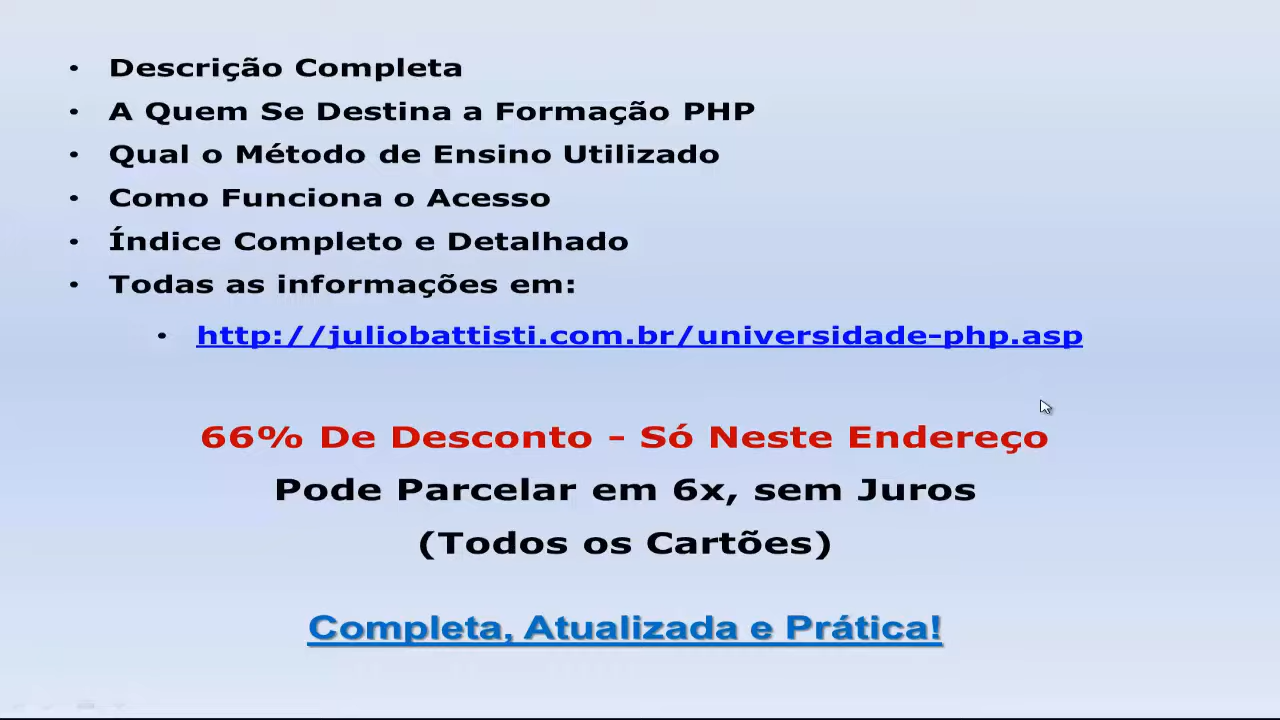 • Descrição Completa
• A Quem Se Destina a Formação PHP
• Qual o Método de Ensino Utilizado
• Como Funciona o Acesso
• Índice Completo e Detalhado
• Todas as informações em:
• http://juliobattisti.com.br/universidade-php.asp
66% De Desconto - Só Neste Endereço
Pode Parcelar em 6x, sem Juros
(Todos os Cartões)
Completa, Atualizada e Prática!